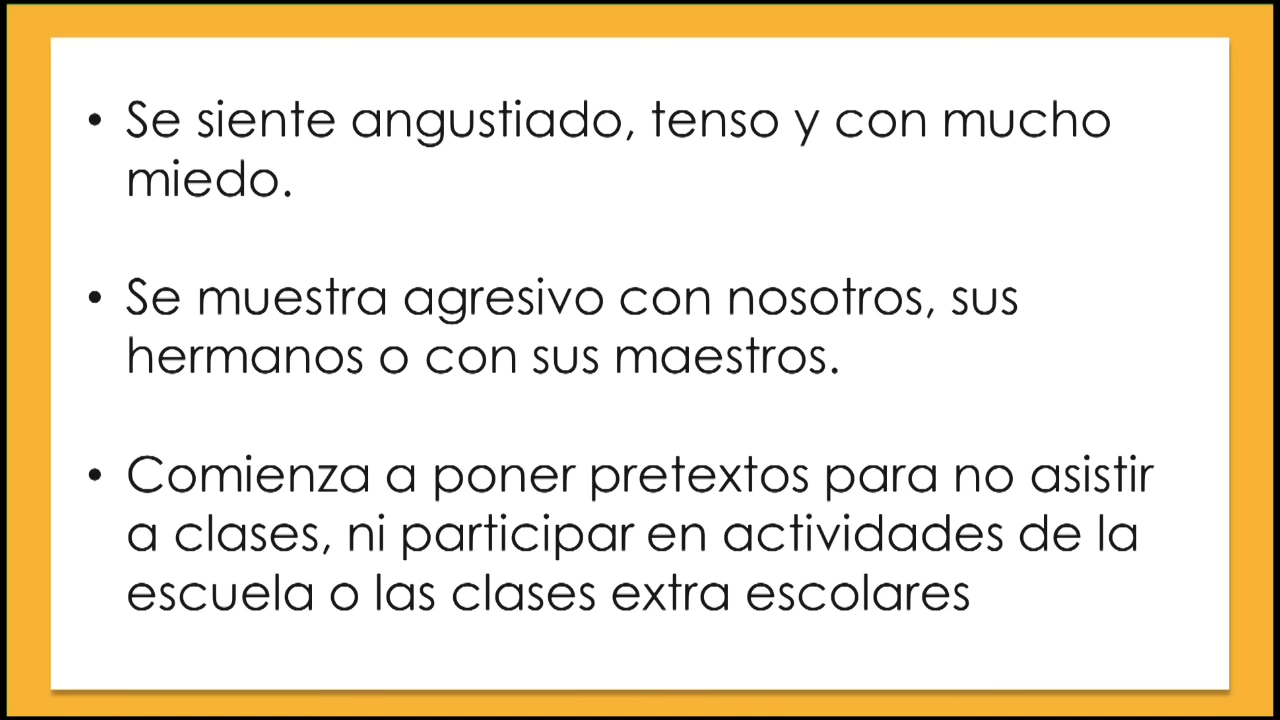 • Se siente angustiado, tenso y con mucho
miedo.
• Se muestra agresivo con nosotros, sus
hermanos o con sus maestros.
• Comienza a poner pretextos para no asistir
a clases, ni participar en actividades de la
escuela o las clases extra escolares